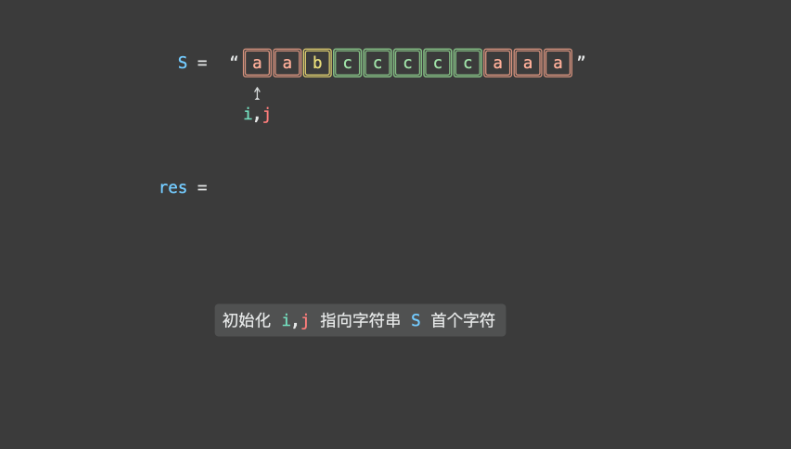 S = “aabcccccaaa”
i,j
res =
初始化 i,j 指向字符串 S 首个字符